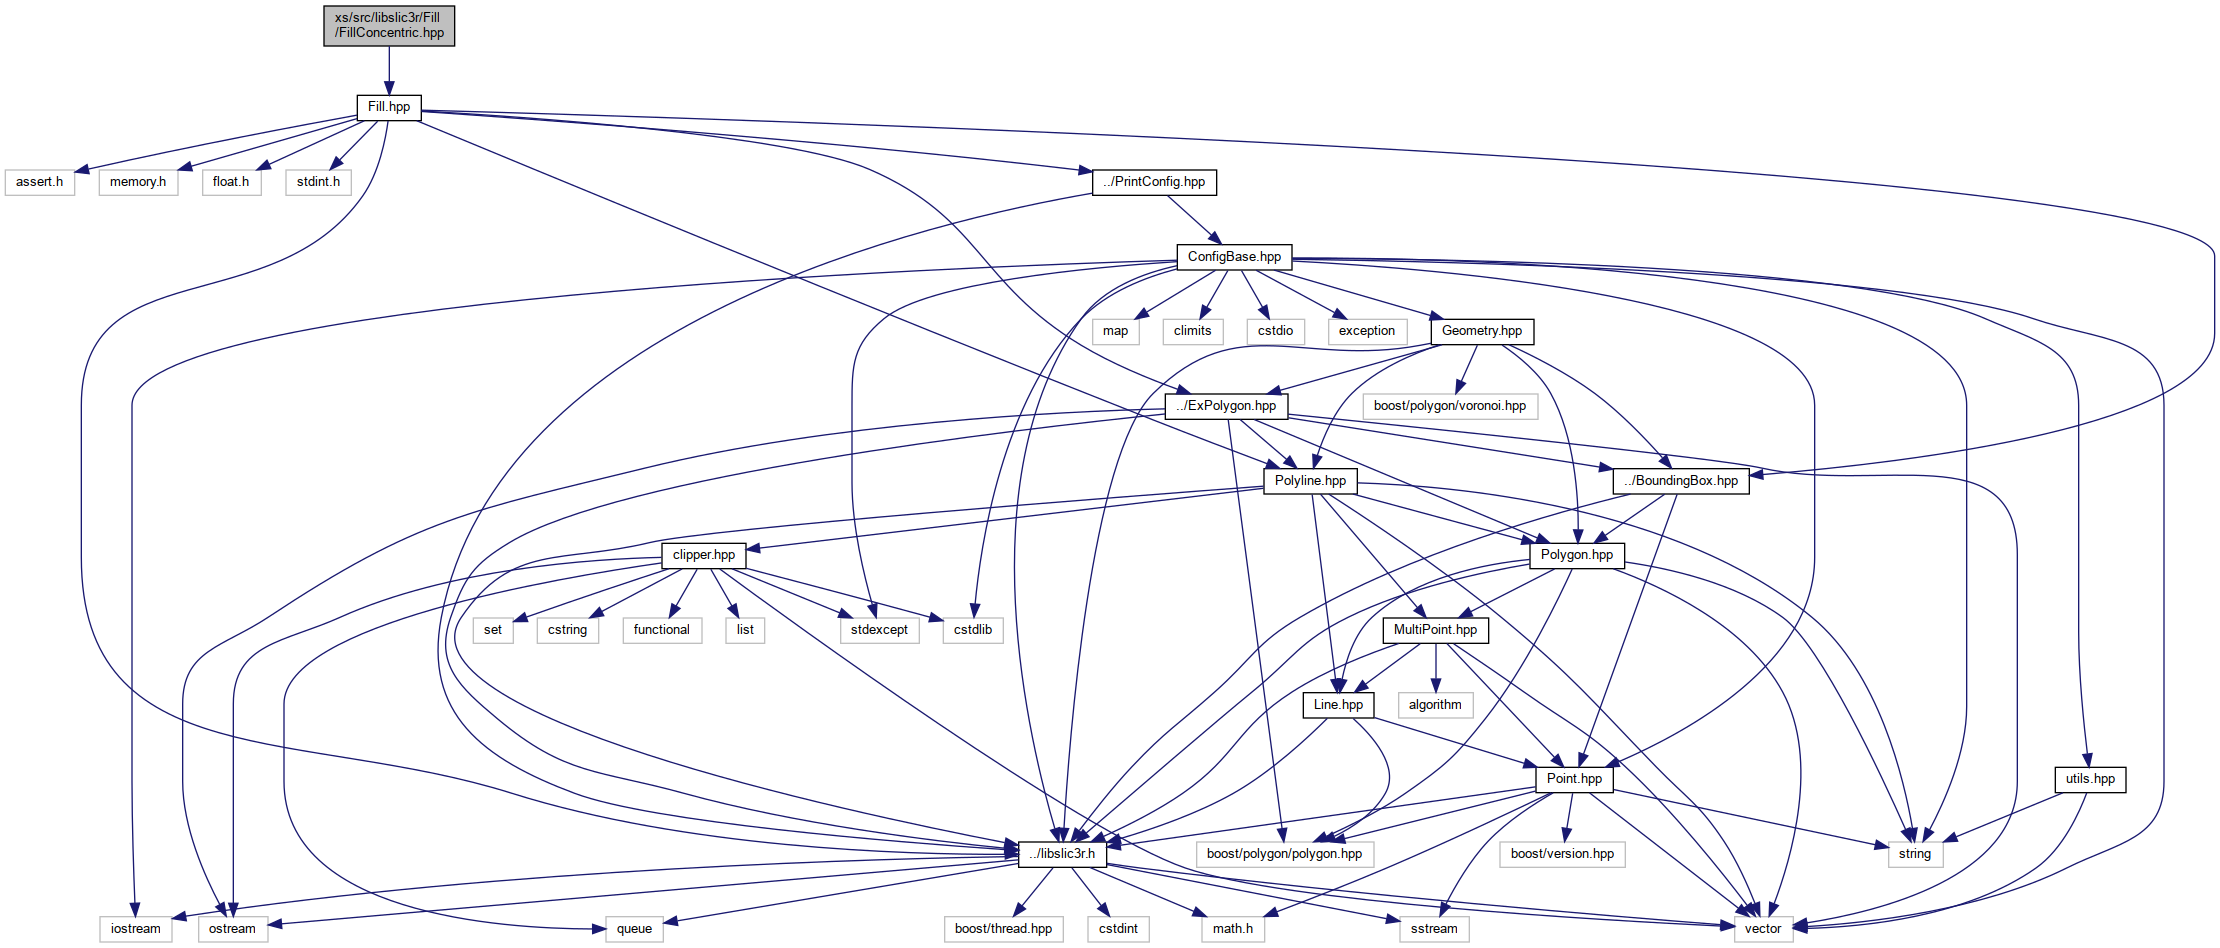 xs/src/libslic3r/Fill
/FillConcentric.hpp
Fill.hpp
assert.h
memory.h
float.h
stdint.h
../PrintConfig.hpp
ConfigBase.hpp
map
climits
cstdio
exception
Geometry.hpp
../ExPolygon.hpp
boost/polygon/voronoi.hpp
Polyline.hpp
../BoundingBox.hpp
clipper.hpp
Polygon.hpp
set
cstring
functional
list
stdexcept
cstdlib
MultiPoint.hpp
Line.hpp
algorithm
Point.hpp
utils.hpp
../libslic3r.h
boost/polygon/polygon.hpp
boost/version.hpp
string
iostream
ostream
queue
boost/thread.hpp
cstdint
math.h
sstream
vector